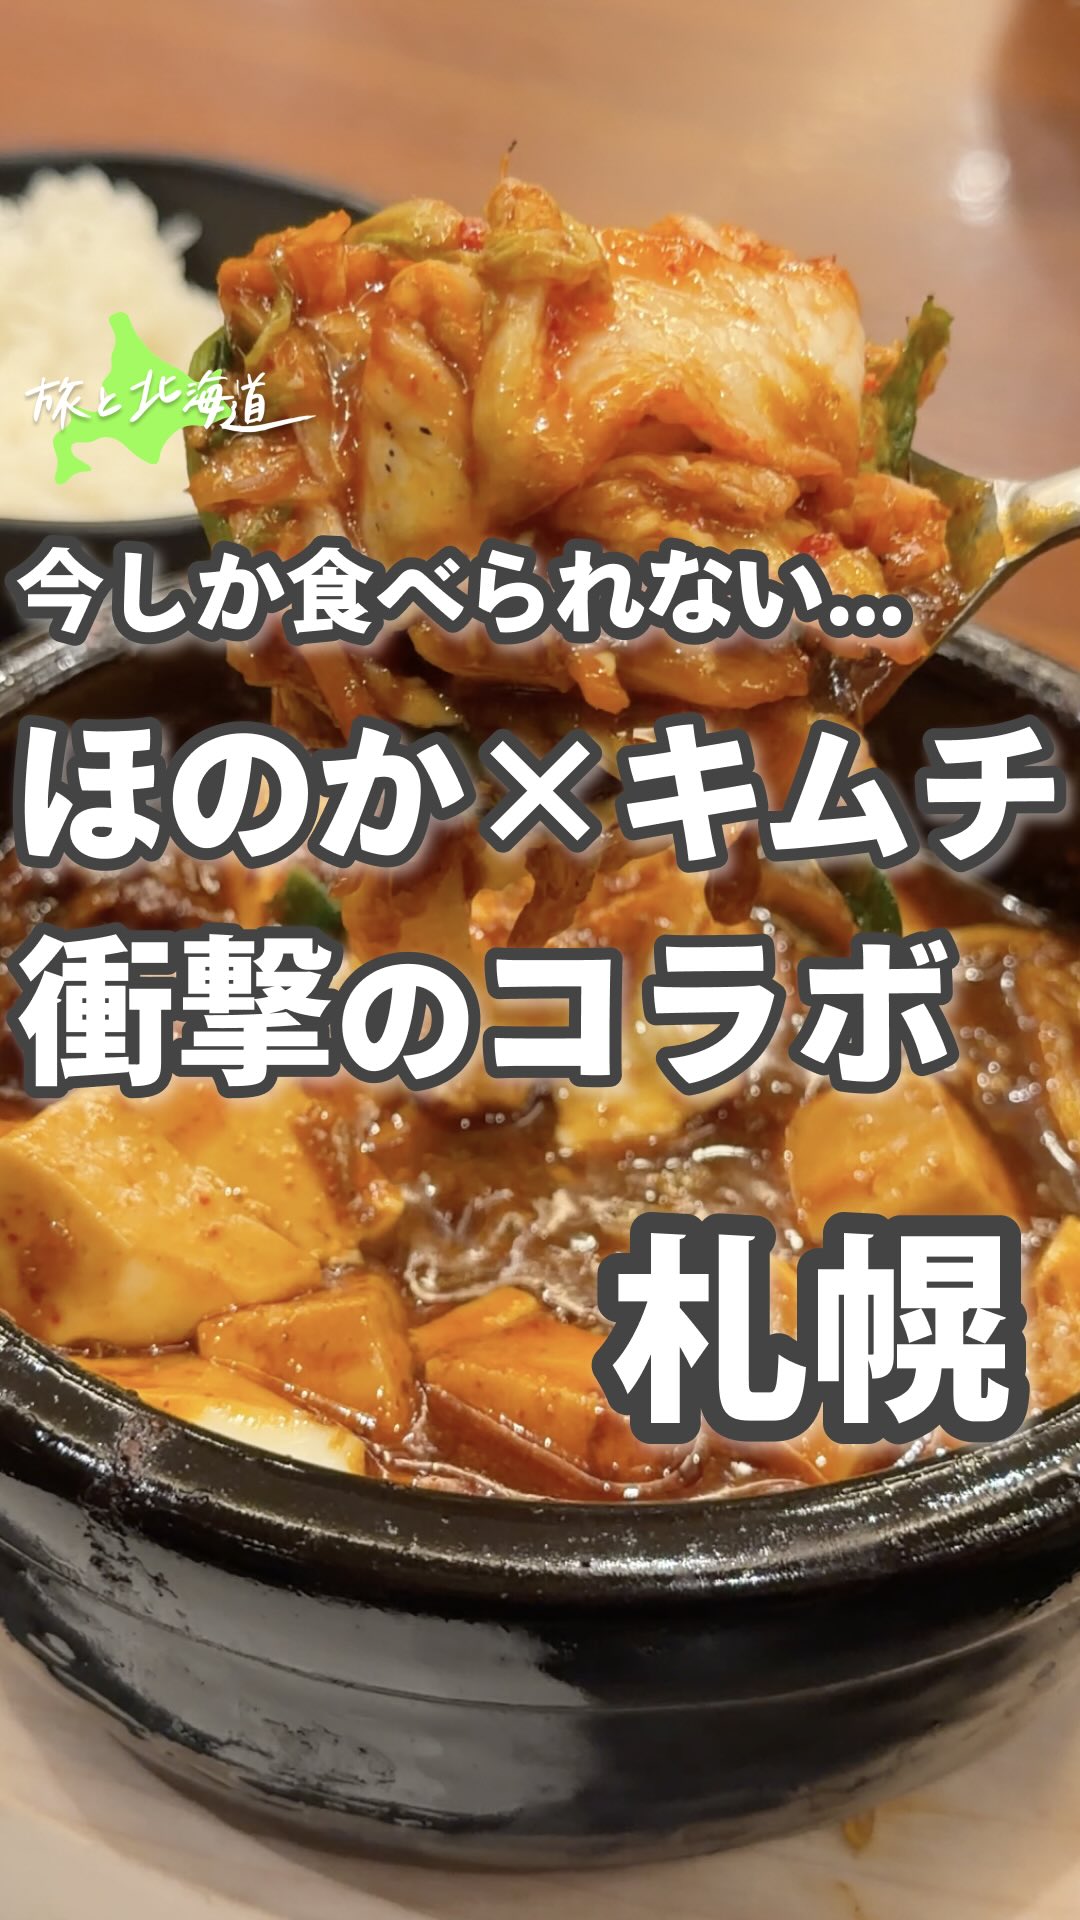 旅と北海道
今しか食べられない...
ほのか×キムチ
衝撃のコラボ
札幌